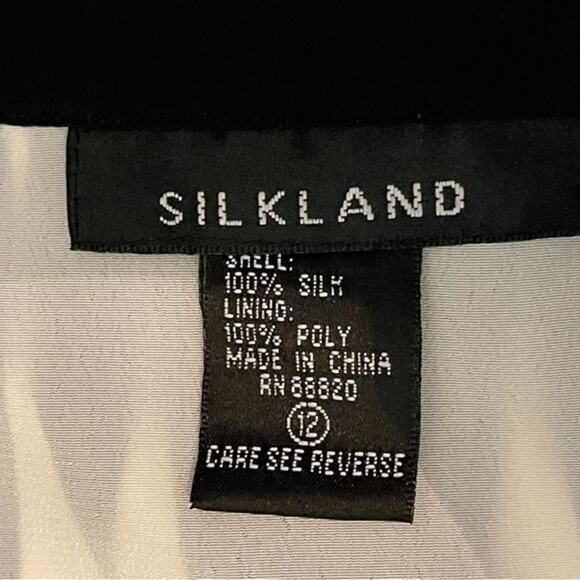 SILKLAND
SHELL:
100% SILK
LINING:
100% POLY
MADE IN CHINA
RN 88820
12
CARE SEE REVERSE